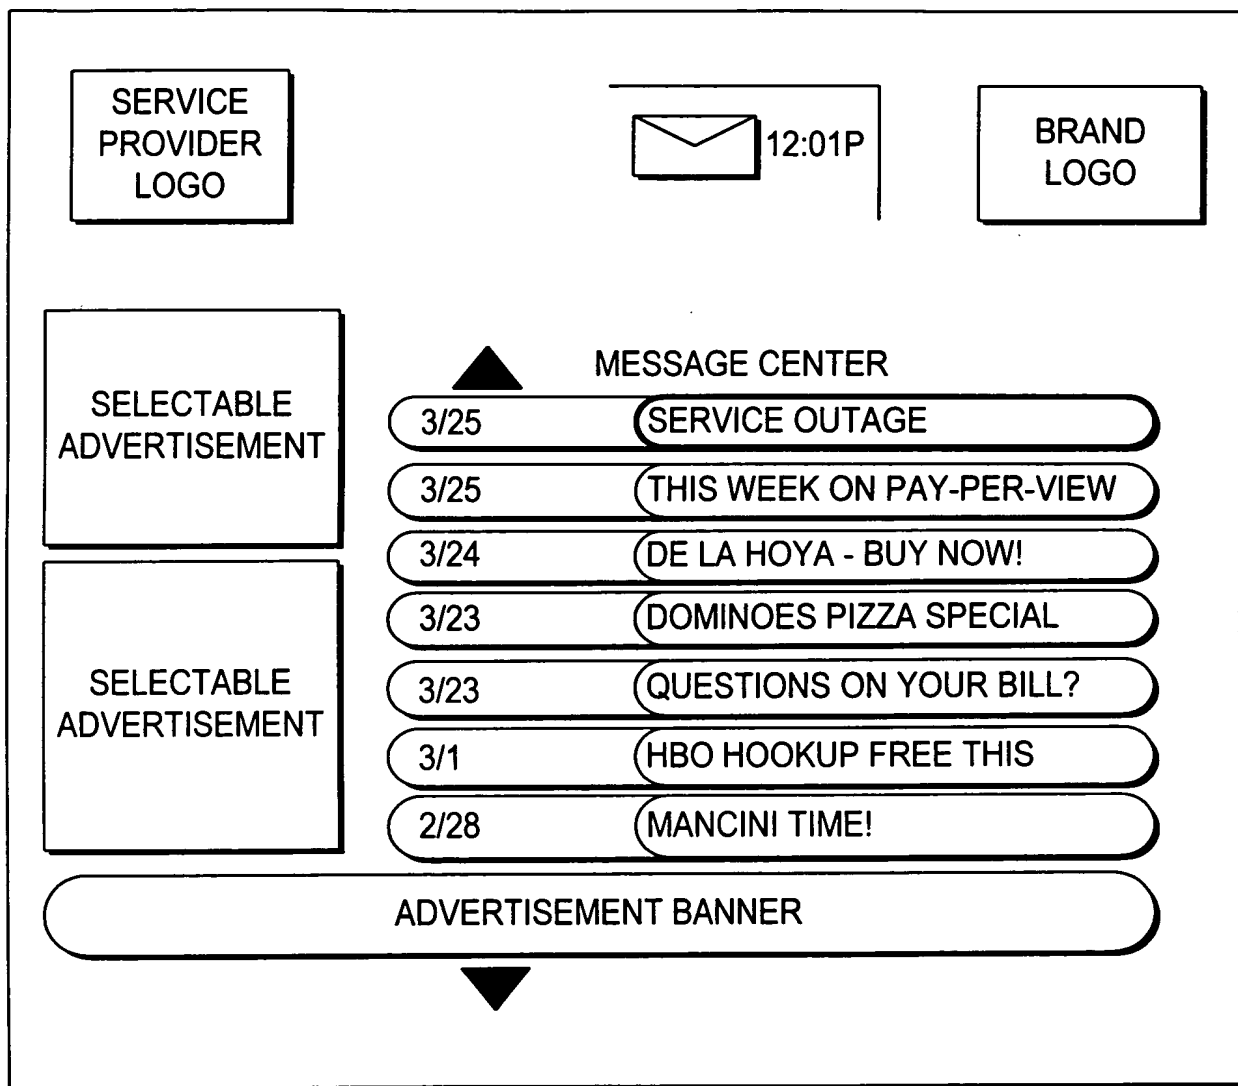 SERVICE
PROVIDER
LOGO
12:01P
BRAND
LOGO
SELECTABLE
ADVERTISEMENT
SELECTABLE
ADVERTISEMENT
MESSAGE CENTER
3/25 SERVICE OUTAGE
3/25 THIS WEEK ON PAY-PER-VIEW
3/24 DE LA HOYA - BUY NOW!
3/23 DOMINOES PIZZA SPECIAL
3/23 QUESTIONS ON YOUR BILL?
3/1 HBO HOOKUP FREE THIS
2/28 MANCINI TIME!
ADVERTISEMENT BANNER